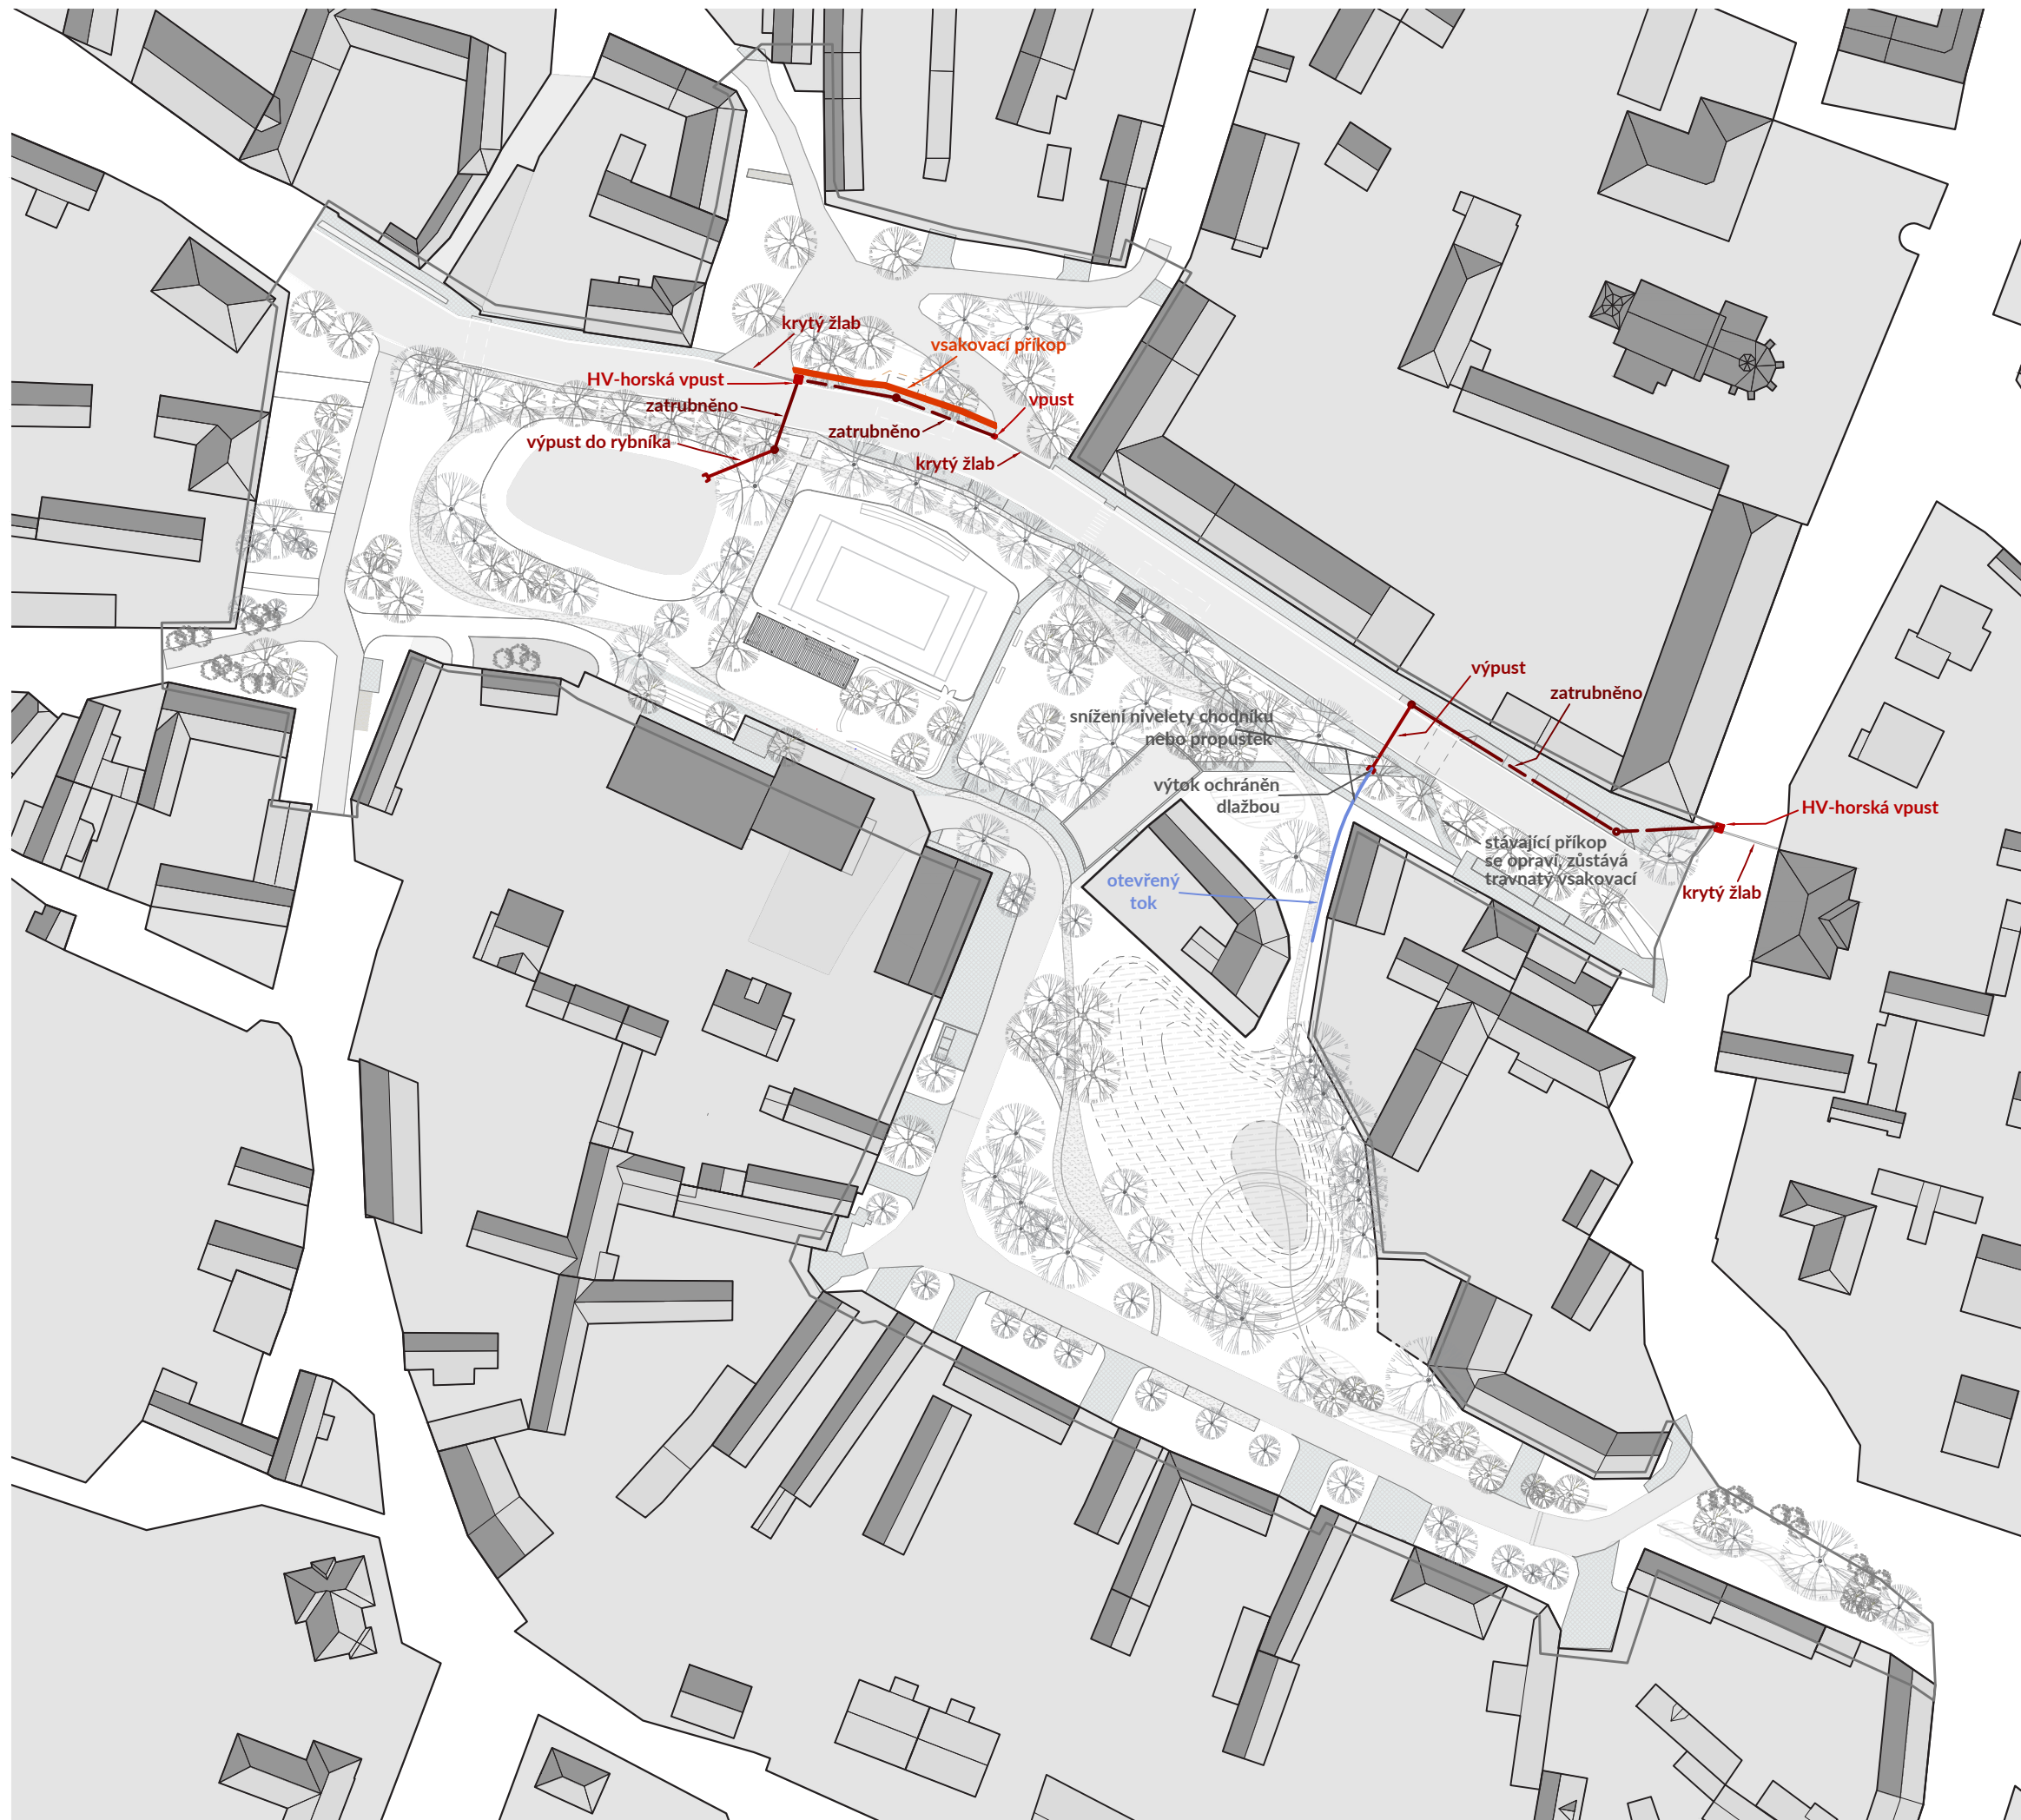 krytý žlab
vsakovací příkop
HV-horská vpust
zatrubněno
vpust
zatrubněno
výpust do rybníka
krytý žlab
výpust
zatrubněno
snížení nivelety chodníku
nebo propustek
výtok ochráněn
dlažbou
HV-horská vpust
stávající příkop
se opraví, zůstává
travnatý vsakovací
krytý žlab
otevřený
tok